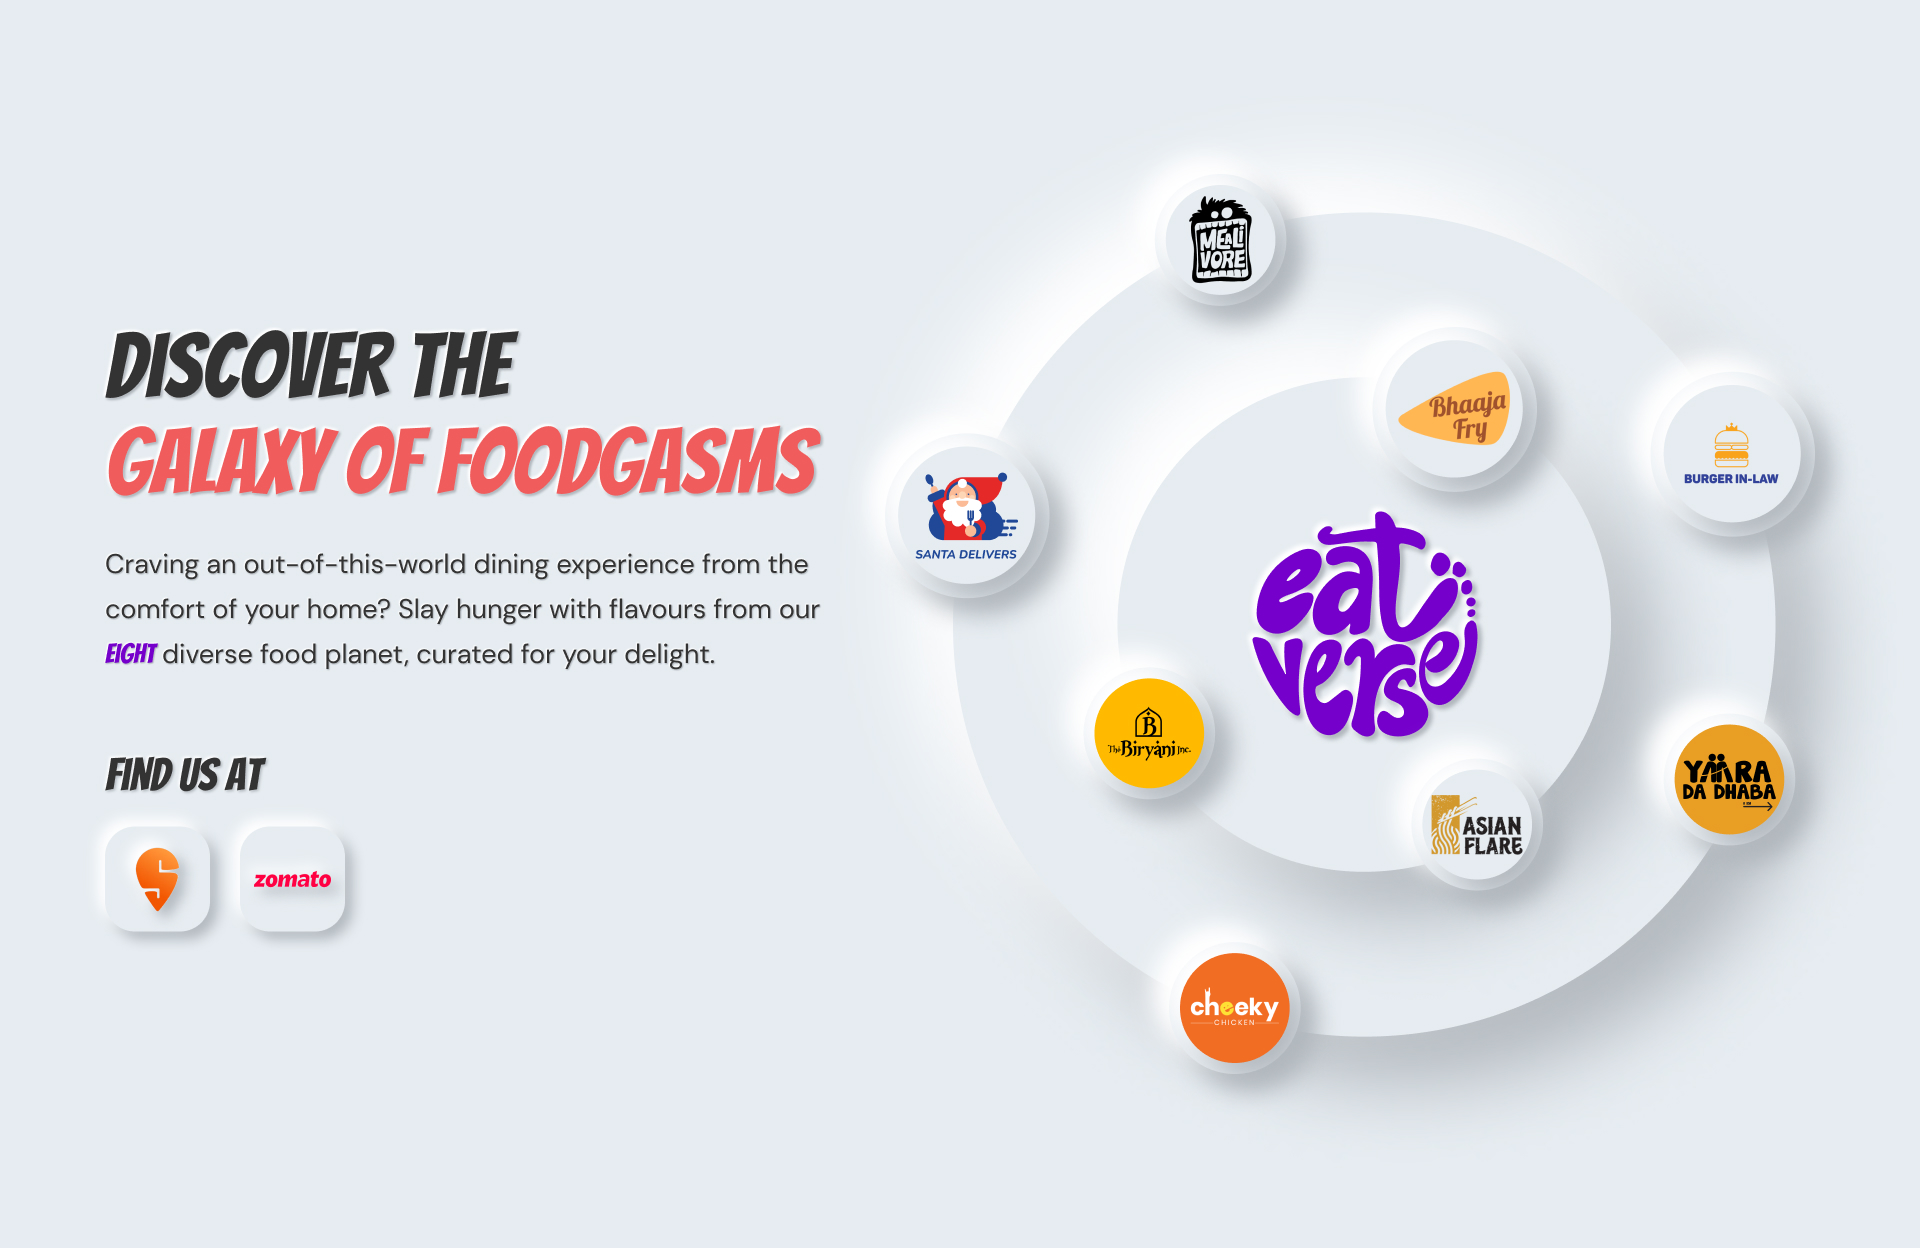 DISCOVER THE
GALAXY OF FOODGASMS
Craving an out-of-this-world dining experience from the
comfort of your home? Slay hunger with flavours from our
EIGHT diverse food planet, curated for your delight.
FIND US AT
zomato
MEALI
VORE
Bhaaja
Fry
BURGER IN-LAW
SANTA DELIVERS
eat
verse
B
The Biryani Inc.
YAARA
DA DHABA
ASIAN
FLARE
cheeky
CHICKEN